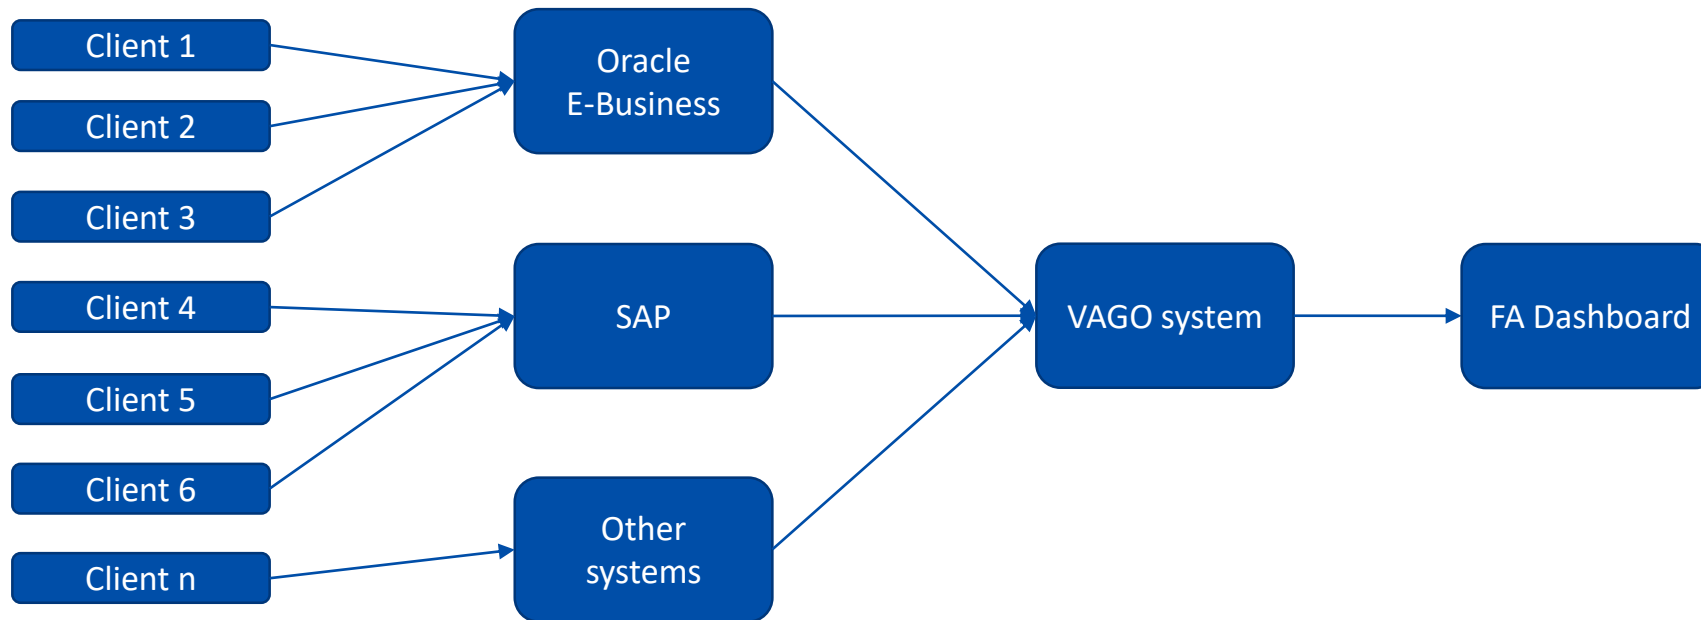 Client 1
Client 2
Client 3
Client 4
Client 5
Client 6
Client n
Oracle
E-Business
SAP
Other
systems
VAGO system
FA Dashboard